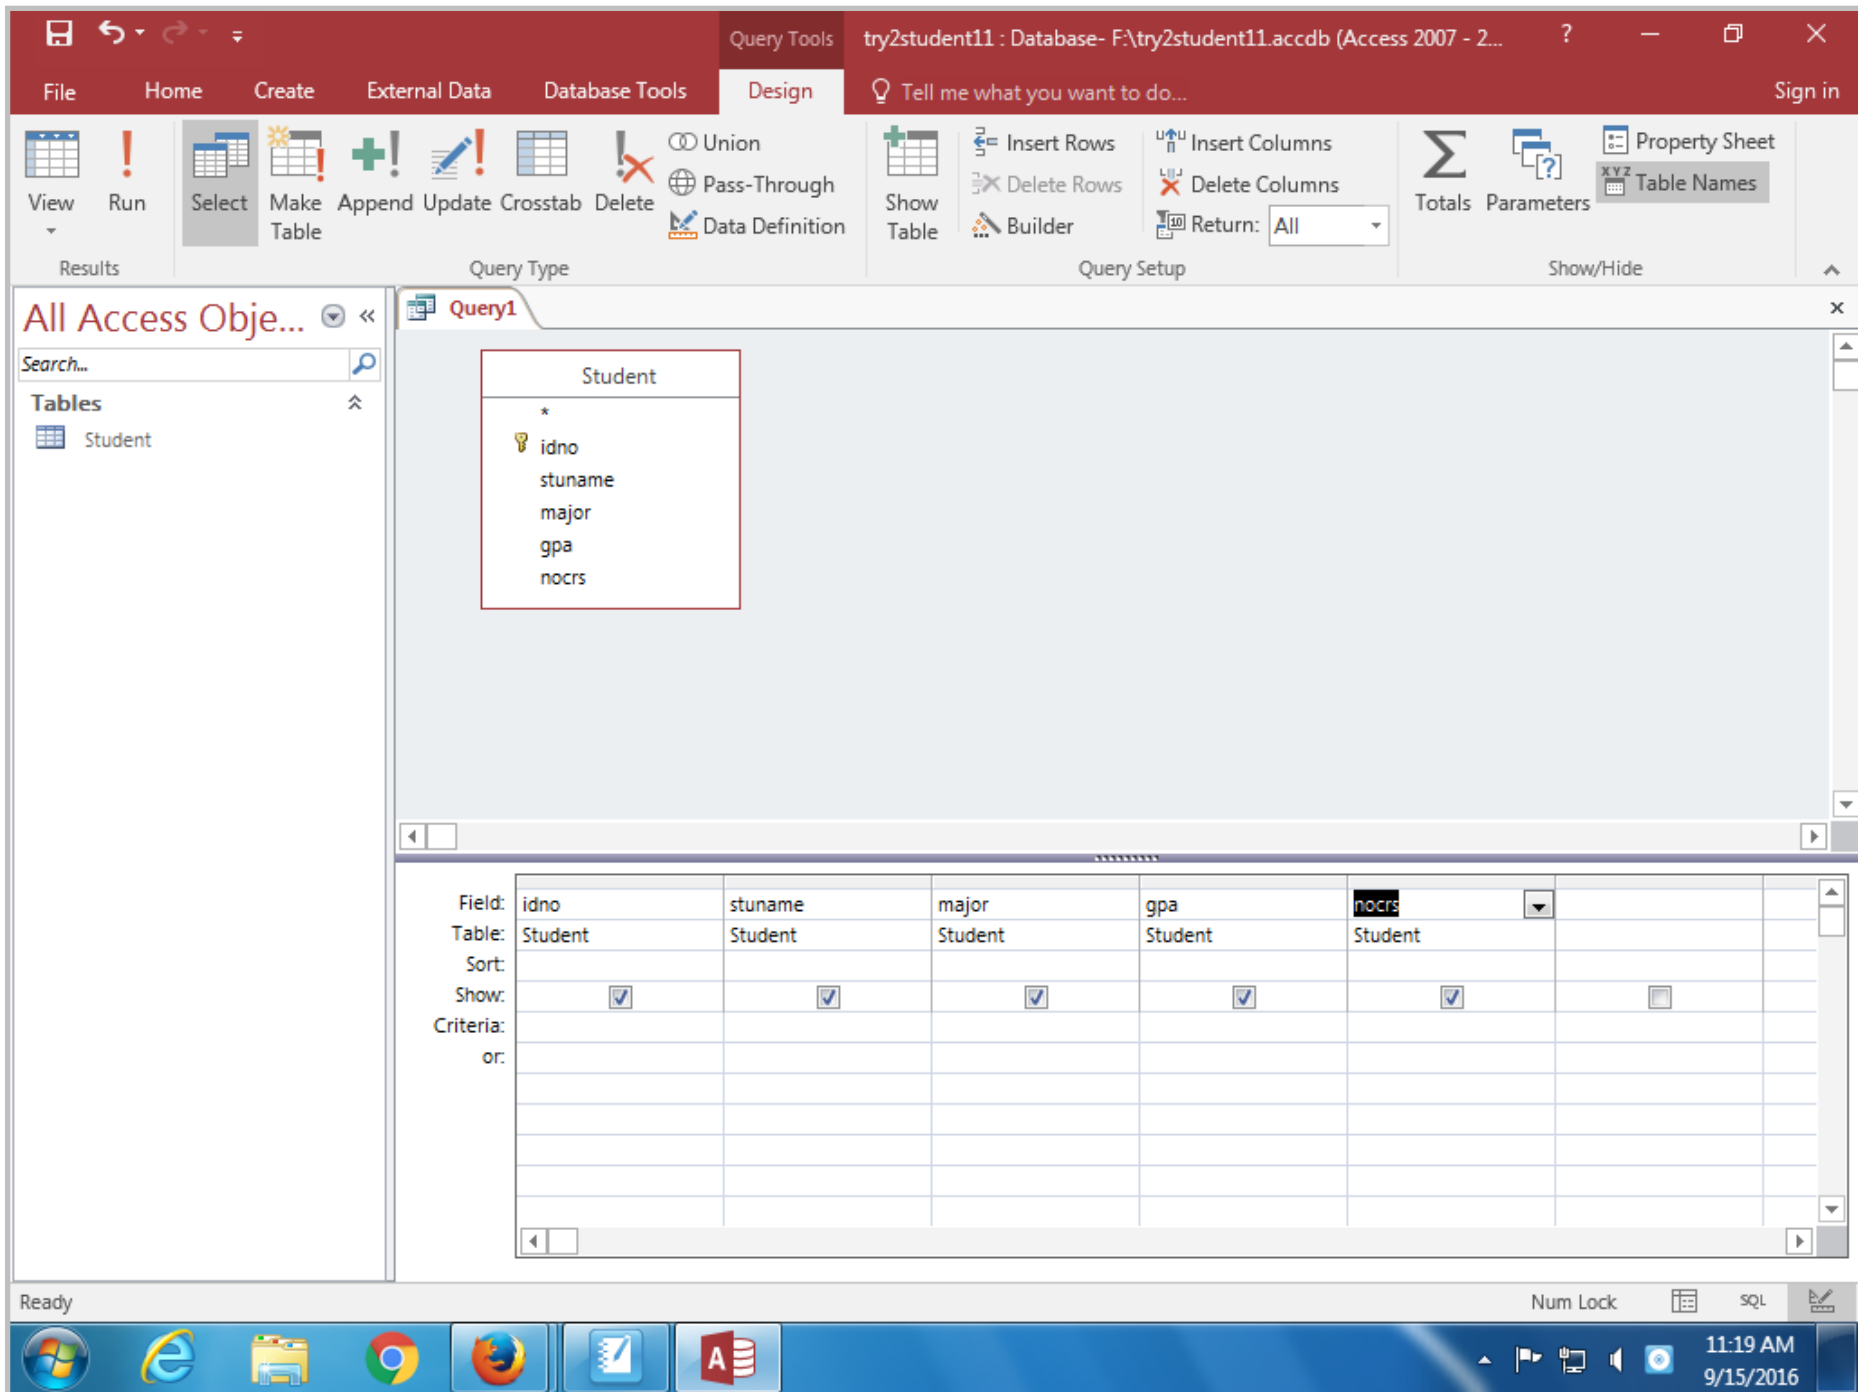 Query Tools try2student11 : Database- F:\try2student11.accdb (Access 2007 - 2... ?
File Home Create External Data Database Tools Design Tell me what you want to do... Sign in
View Run Select Make Table Append Update Crosstab Delete
Union
Pass-Through
Data Definition
Show Table
Insert Rows
Delete Rows
Builder
Insert Columns
Delete Columns
Return: All
Totals Parameters
Property Sheet
XYZ Table Names
Results Query Type Query Setup Show/Hide
All Access Obje... «
Search...
Tables
Student
Query1
Student
*
idno
stuname
major
gpa
nocrs
Field: idno stuname major gpa nocrs
Table: Student Student Student Student Student
Sort:
Show:
Criteria:
or:
Ready Num Lock SQL
11:19 AM
9/15/2016